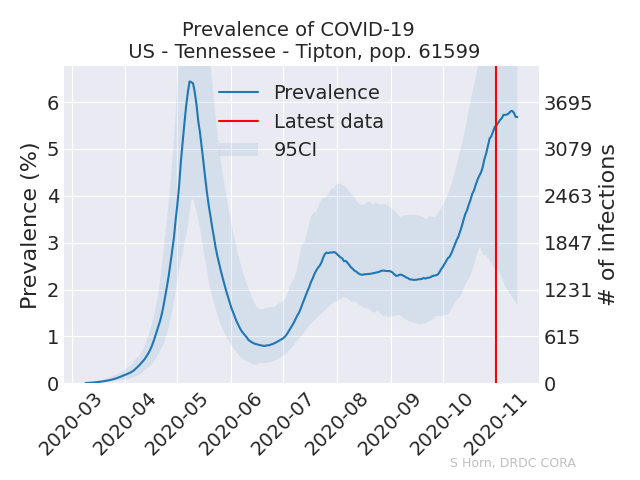 Prevalence of COVID-19
US - Tennessee - Tipton, pop. 61599
Prevalence
Latest data
95CI
Prevalence (%)
6
5
4
3
2
1
0
3695
3079
2463
1847
1231
615
0
# of infections
2020-03
2020-04
2020-05
2020-06
2020-07
2020-08
2020-09
2020-10
2020-11
S Horn, DRDC CORA